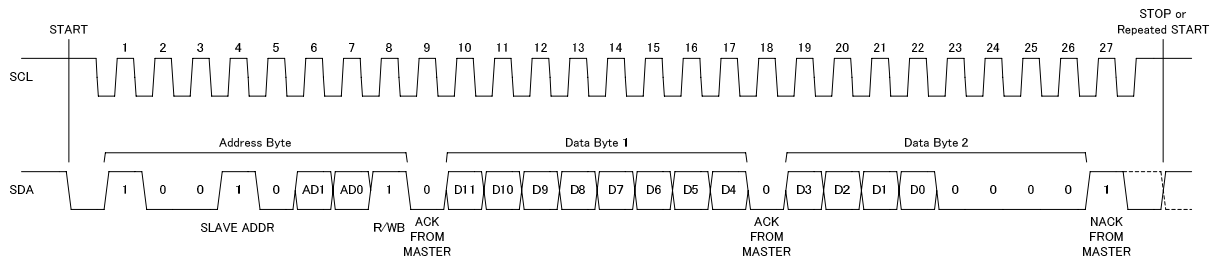 START
STOP or
Repeated START
1 2 3 4 5 6 7 8 9 10 11 12 13 14 15 16 17 18 19 20 21 22 23 24 25 26 27
SCL
Address Byte Data Byte 1 Data Byte 2
SDA 1 0 0 1 0 AD1 AD0 1 0 D11 D10 D9 D8 D7 D6 D5 D4 0 D3 D2 D1 D0 0 0 0 0 1
SLAVE ADDR R/WB
ACK
FROM
MASTER
ACK
FROM
MASTER
NACK
FROM
MASTER